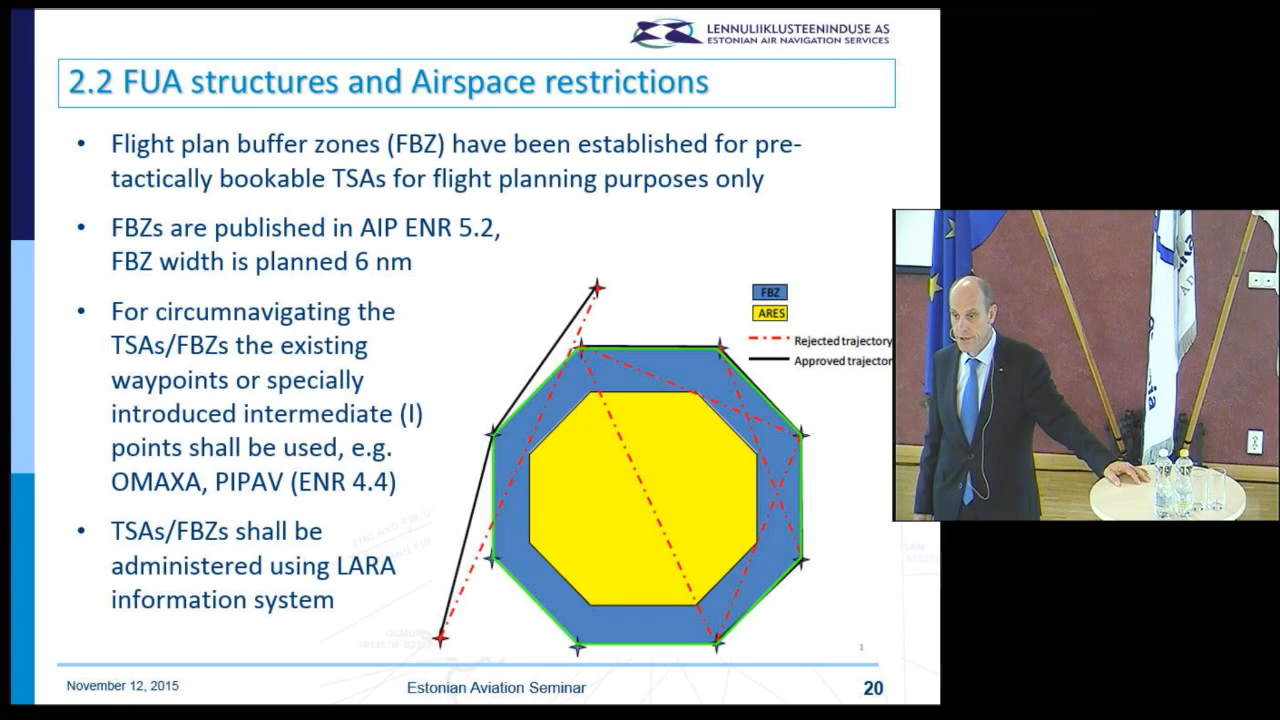 LENNULIIKLUSTEENINDUSE AS
ESTONIAN AIR NAVIGATION SERVICES
2.2 FUA structures and Airspace restrictions
• Flight plan buffer zones (FBZ) have been established for pre-
tactically bookable TSAs for flight planning purposes only
• FBZs are published in AIP ENR 5.2,
FBZ width is planned 6 nm
• For circumnavigating the
TSAs/FBZs the existing
waypoints or specially
introduced intermediate (I)
points shall be used, e.g.
OMAXA, PIPAV (ENR 4.4)
• TSAs/FBZs shall be
administered using LARA
information system
FBZ
ARES
Rejected trajectory
Approved trajector
1
November 12, 2015
Estonian Aviation Seminar
20